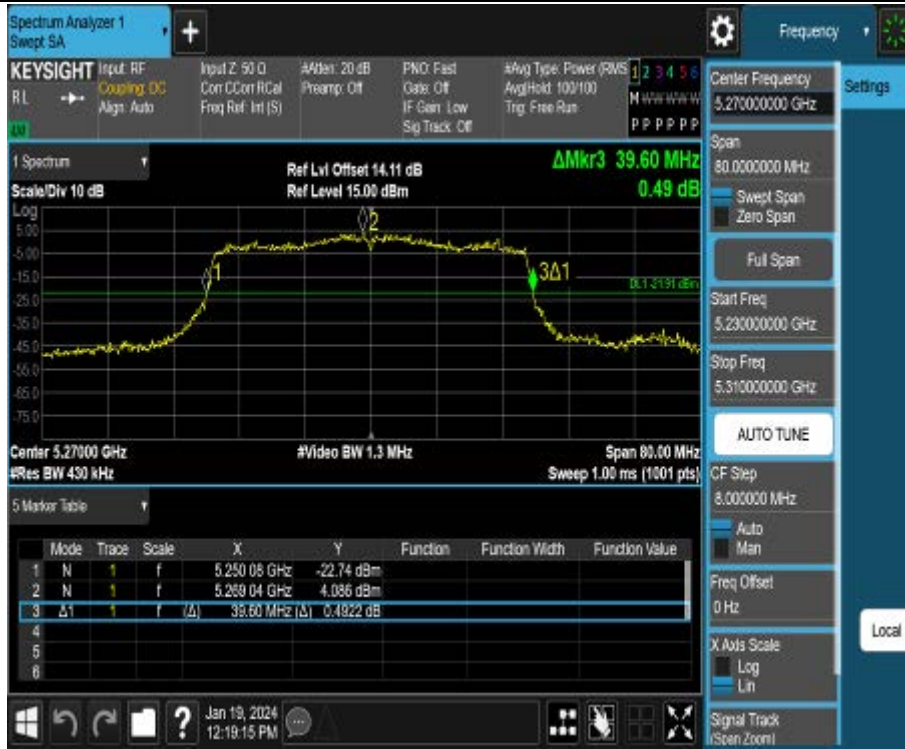 Spectrum Analyzer 1
Swept SA
+
Frequency
KEYSIGHT
RL
Input: RF
Coupling: DC
Align: Auto
Input Z: 50 Ω
Corr CCorr RCal
Freq Ref: Int (S)
#Atten: 20 dB
Preamp: Off
PNO: Fast
Gate: Off
IF Gain: Low
Sig Track: Off
#Avg Type: Power (RMS
Avg|Hold: 100/100
Trig: Free Run
1 2 3 4 5 6
M W W W W W
P P P P P P
1 Spectrum
Scale/Div 10 dB
Ref Lvl Offset 14.11 dB
Ref Level 15.00 dBm
ΔMkr3 39.60 MHz
0.49 dB
Log
5.00
-5.00
-15.0
-25.0
-35.0
-45.0
-55.0
-65.0
-75.0
1
2
3Δ1
DL1 -21.91 dBm
Center 5.27000 GHz
#Video BW 1.3 MHz
Span 80.00 MHz
#Res BW 430 kHz
Sweep 1.00 ms (1001 pts)
5 Marker Table
Mode Trace Scale X Y Function Function Width Function Value
1 N 1 f 5.250 08 GHz -22.74 dBm
2 N 1 f 5.269 04 GHz 4.086 dBm
3 Δ1 1 f (Δ) 39.60 MHz (Δ) 0.4922 dB
4
5
6
Jan 19, 2024
12:19:15 PM
?
Center Frequency
5.270000000 GHz
Settings
Span
80.0000000 MHz
Swept Span
Zero Span
Full Span
Start Freq
5.230000000 GHz
Stop Freq
5.310000000 GHz
AUTO TUNE
CF Step
8.000000 MHz
Auto
Man
Freq Offset
0 Hz
X Axis Scale
Log
Lin
Local
Signal Track
(Span Zoom)